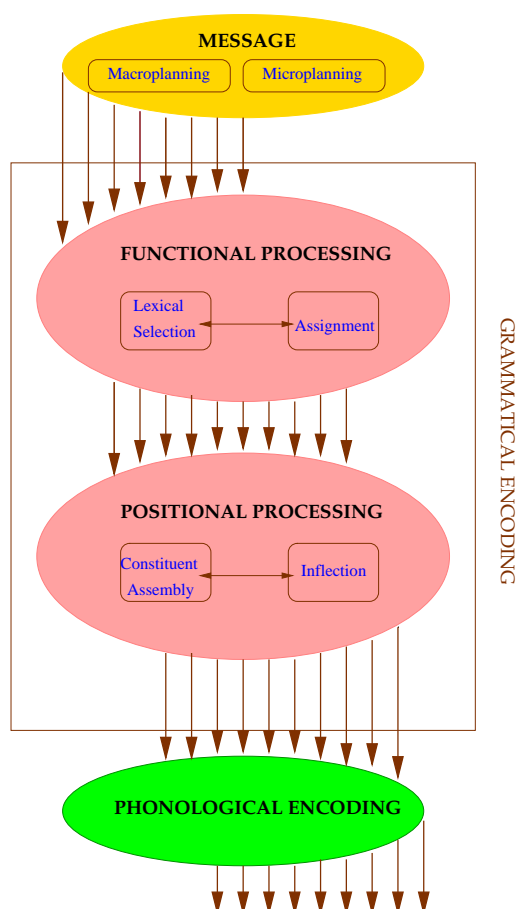 MESSAGE
Macroplanning
Microplanning
FUNCTIONAL PROCESSING
Lexical
Selection
Assignment
POSITIONAL PROCESSING
Constituent
Assembly
Inflection
GRAMMATICAL ENCODING
PHONOLOGICAL ENCODING